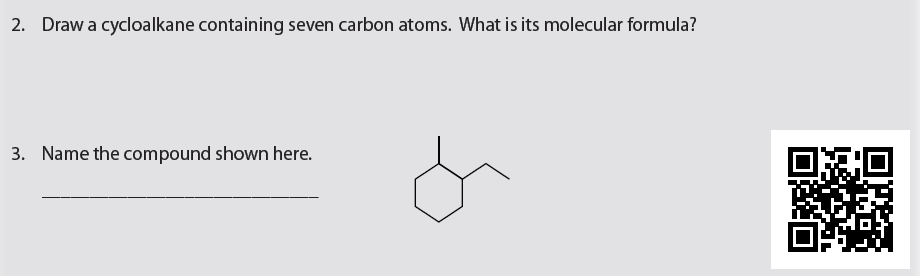 2. Draw a cycloalkane containing seven carbon atoms. What is its molecular formula?
3. Name the compound shown here.